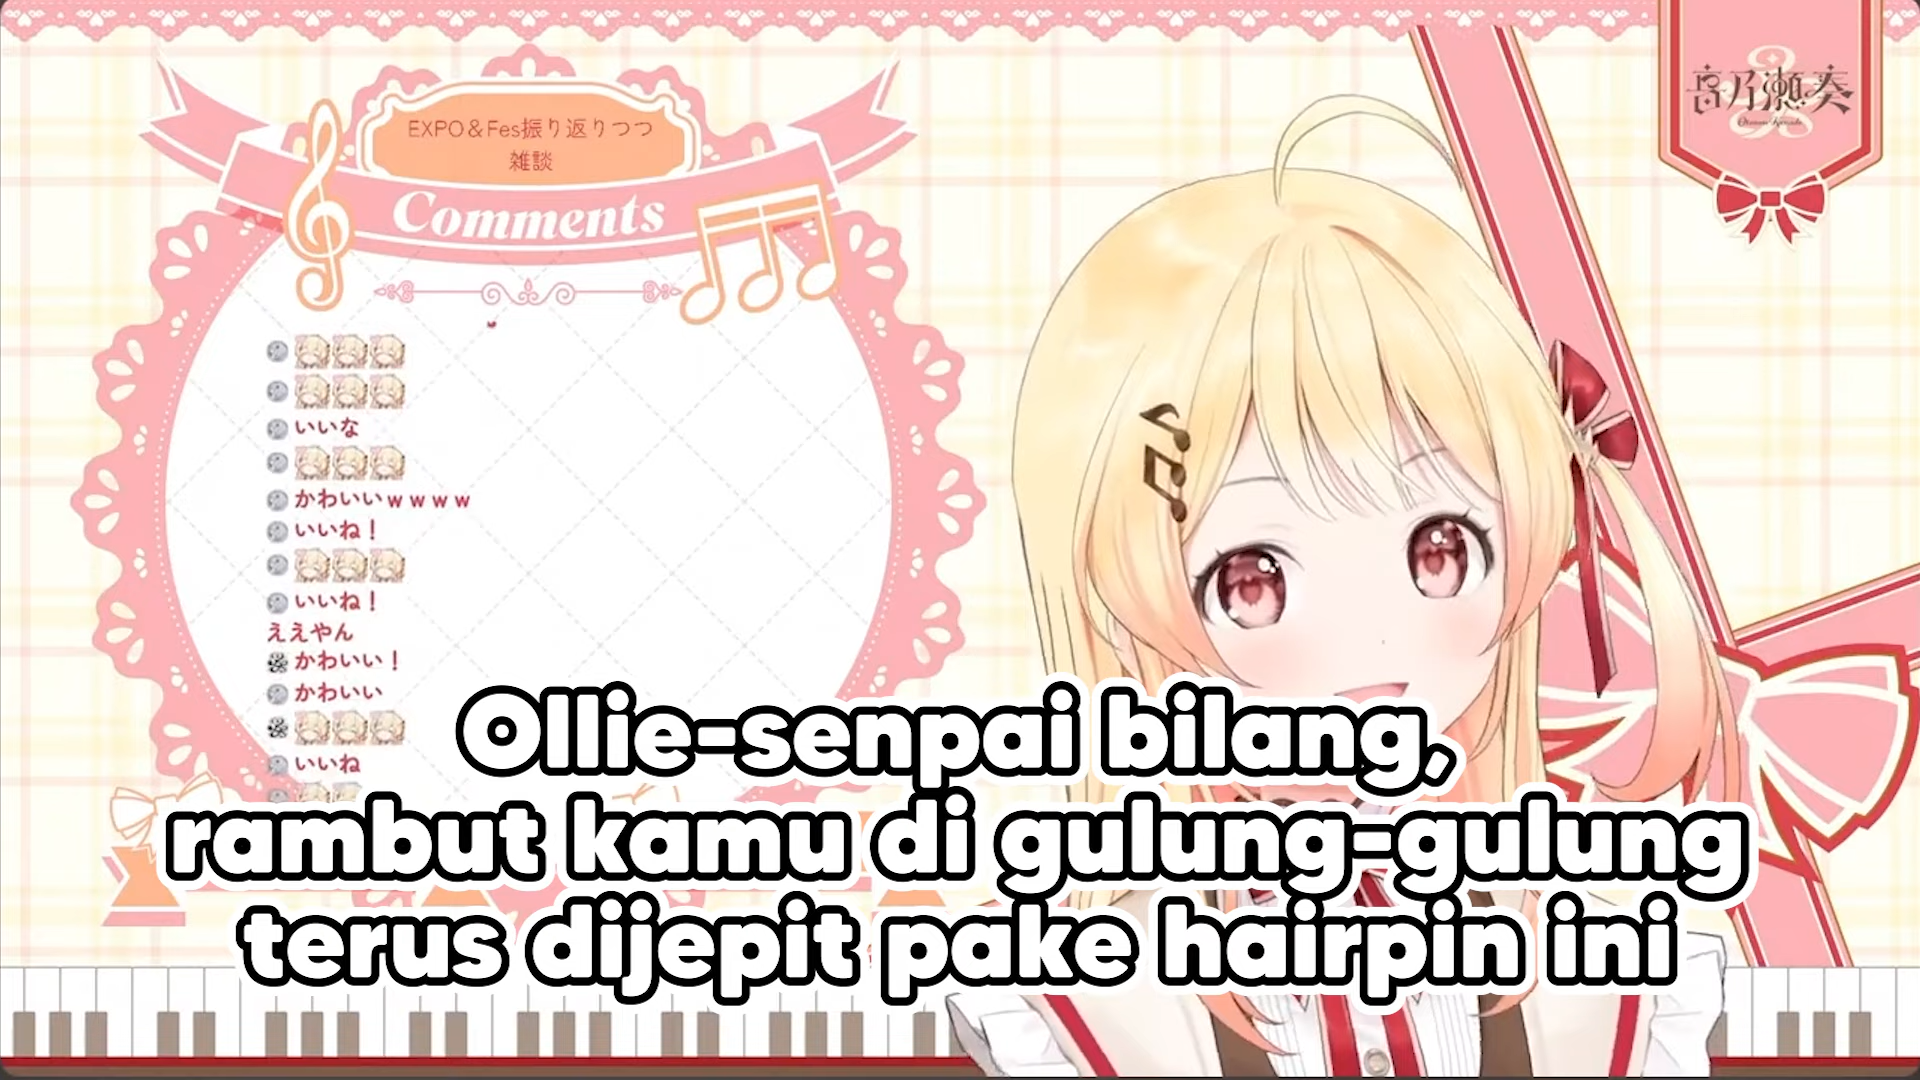 EXPO＆Fes振り返りつつ
雑談
Comments
音乃瀬奏
いいな
かわいいｗｗｗｗ
いいね！
いいね！
ええやん
かわいい！
かわいい
いいね
Ollie-senpai bilang,
rambut kamu di gulung-gulung
terus dijepit pake hairpin ini